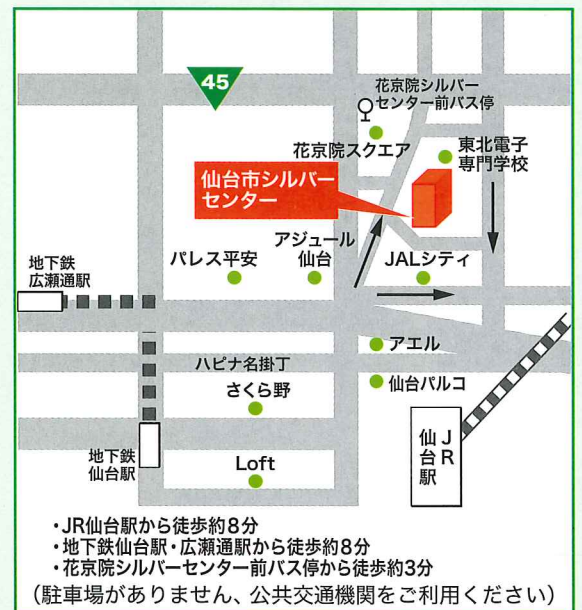 45
花京院シルバー
センター前バス停
花京院スクエア
東北電子
専門学校
仙台市シルバー
センター
アジュール
仙台
パレス平安
JALシティ
地下鉄
広瀬通駅
アエル
ハピナ名掛丁
仙台パルコ
さくら野
JR
仙台駅
地下鉄
仙台駅
Loft
・JR仙台駅から徒歩約8分
・地下鉄仙台駅・広瀬通駅から徒歩約8分
・花京院シルバーセンター前バス停から徒歩約3分
（駐車場がありません、公共交通機関をご利用ください）